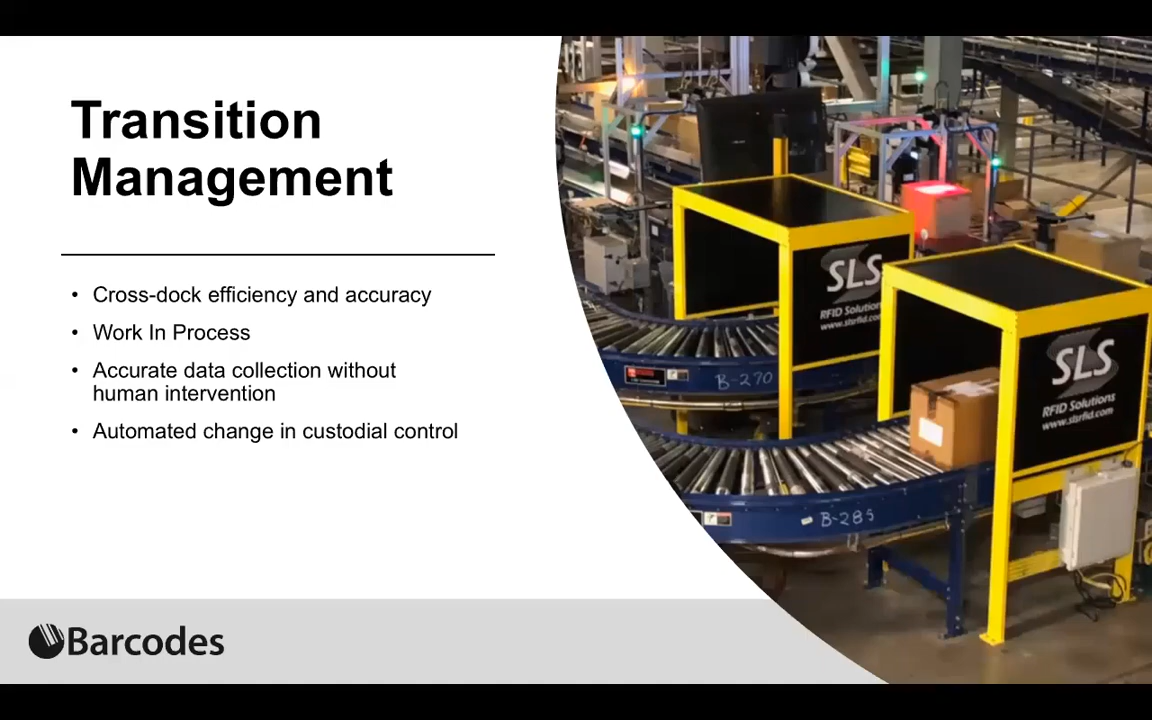 Transition
Management
• Cross-dock efficiency and accuracy
• Work In Process
• Accurate data collection without
human intervention
• Automated change in custodial control
Barcodes
SLS
RFID Solutions
www.slsrfid.com
B-270
SLS
RFID Solutions
www.slsrfid.com
B-285